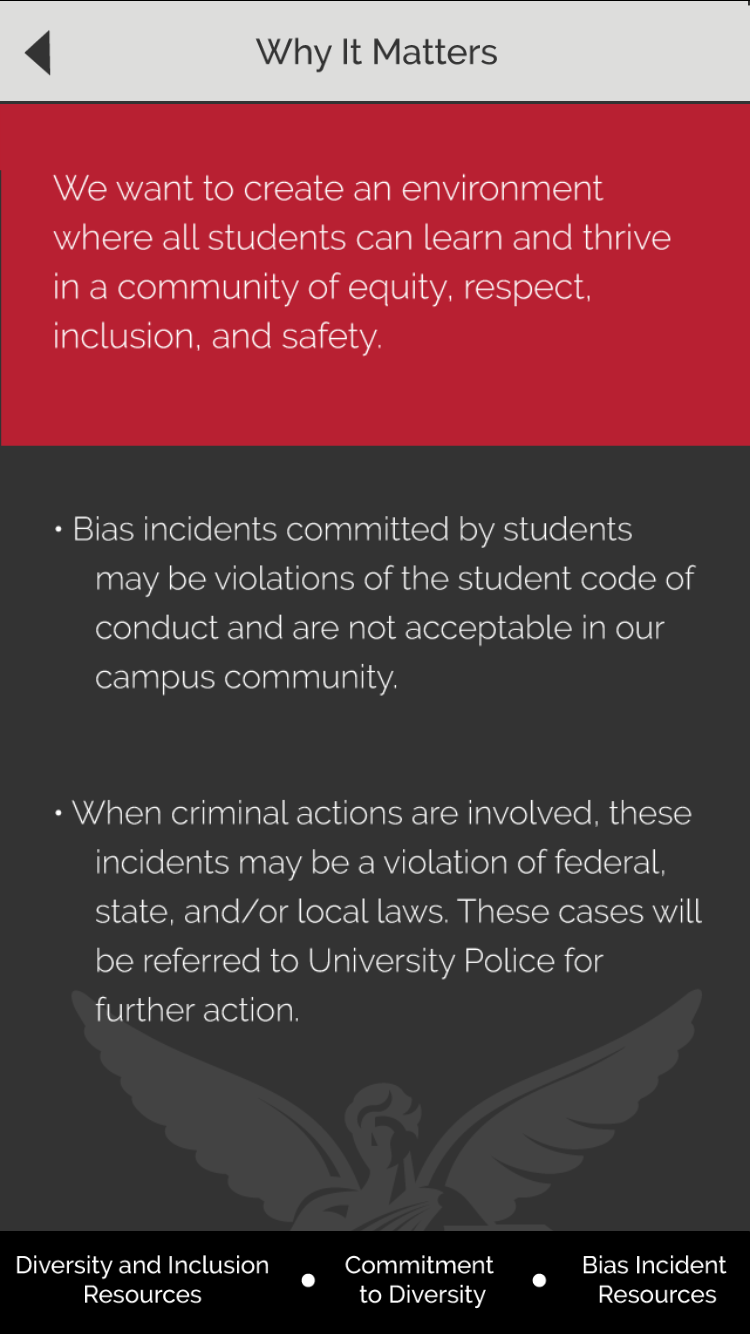 Why It Matters
We want to create an environment
where all students can learn and thrive
in a community of equity, respect,
inclusion, and safety.
• Bias incidents committed by students
may be violations of the student code of
conduct and are not acceptable in our
campus community.
• When criminal actions are involved, these
incidents may be a violation of federal,
state, and/or local laws. These cases will
be referred to University Police for
further action.
Diversity and Inclusion
Resources
•
Commitment
to Diversity
•
Bias Incident
Resources